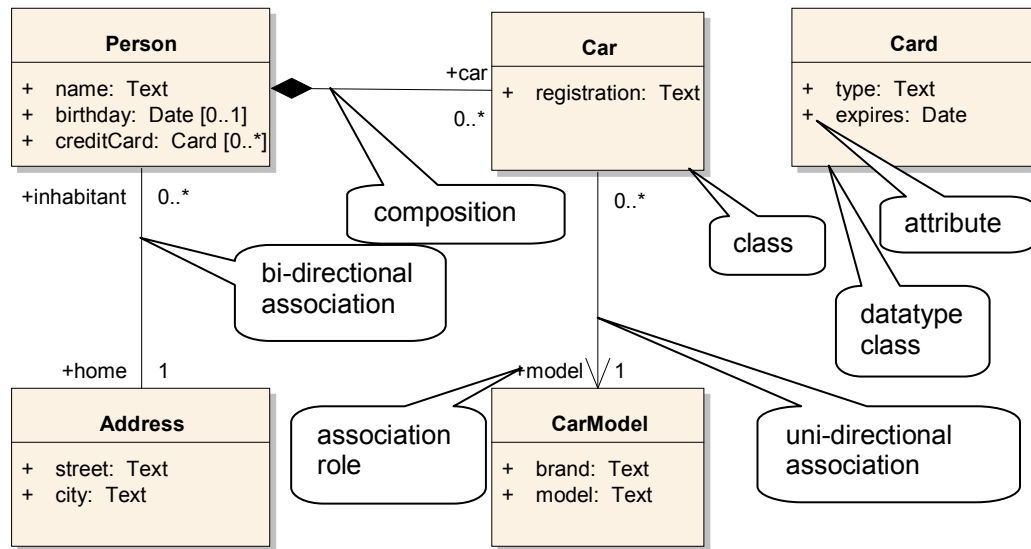 Person
+ name: Text
+ birthday: Date [0..1]
+ creditCard: Card [0..*]
+car
0..*
Car
+ registration: Text
Card
+ type: Text
+ expires: Date
+inhabitant 0..*
composition
0..*
class
attribute
bi-directional
association
datatype
class
+home 1
+model 1
Address
+ street: Text
+ city: Text
association
role
CarModel
+ brand: Text
+ model: Text
uni-directional
association